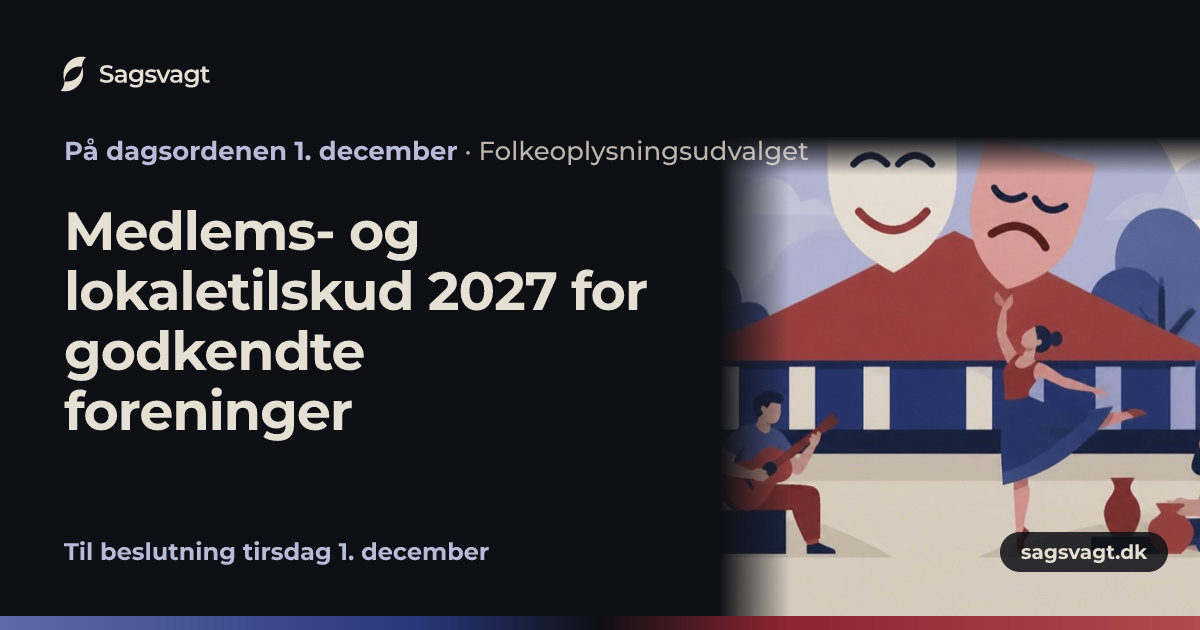 Sagsvagt
På dagsordenen 1. december · Folkeoplysningsudvalget
Medlems- og
lokaletilskud 2027 for
godkendte
foreninger
Til beslutning tirsdag 1. december
sagsvagt.dk